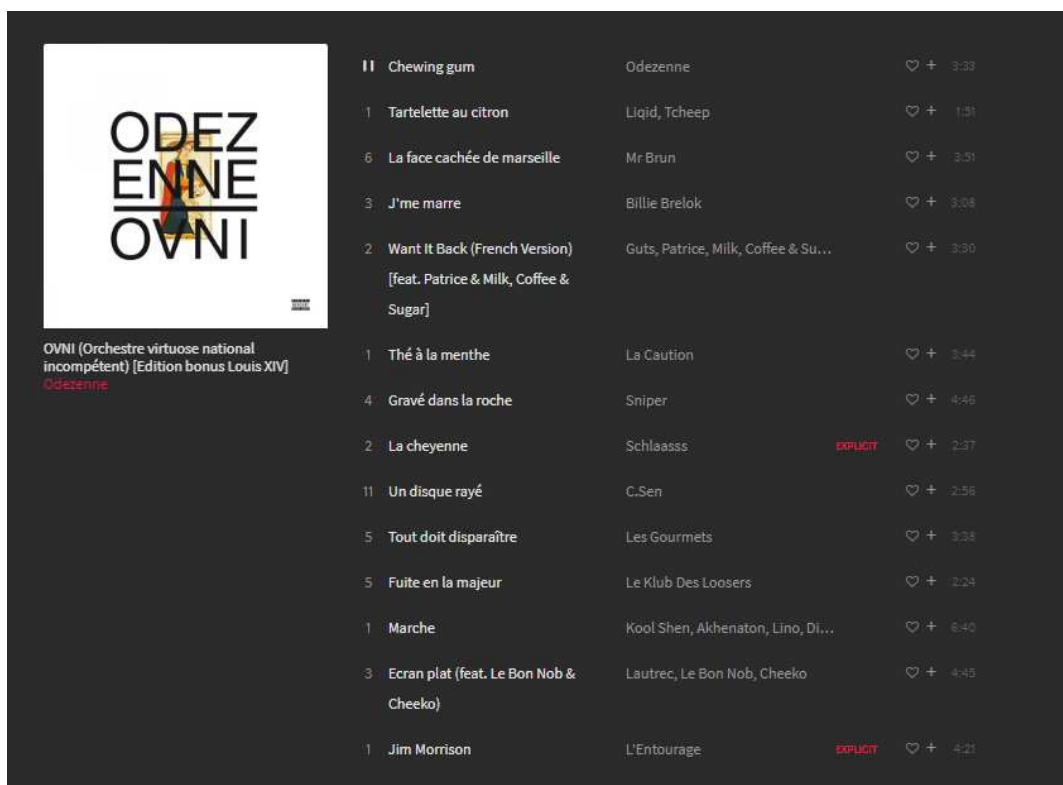 ODEZ
ENNE
OVNI
OVNI (Orchestre virtuose national
incompétent) [Edition bonus Louis XIV]
Odezenne
Chewing gum Odezenne 3:33
1 Tartelette au citron Liqid, Tcheep 1:51
6 La face cachée de marseille Mr Brun 3:51
3 J'me marre Billie Brelok 3:08
2 Want It Back (French Version) Guts, Patrice, Milk, Coffee & Su... 3:30
[feat. Patrice & Milk, Coffee &
Sugar]
1 Thé à la menthe La Caution 3:44
4 Gravé dans la roche Sniper 4:46
2 La cheyenne Schlaasss EXPLICIT 2:37
11 Un disque rayé C.Sen 2:56
5 Tout doit disparaître Les Gourmets 3:38
5 Fuite en la majeur Le Klub Des Loosers 2:24
1 Marche Kool Shen, Akhenaton, Lino, Di... 6:40
3 Ecran plat (feat. Le Bon Nob & Lautrec, Le Bon Nob, Cheeko 4:45
Cheeko)
1 Jim Morrison L'Entourage EXPLICIT 4:21